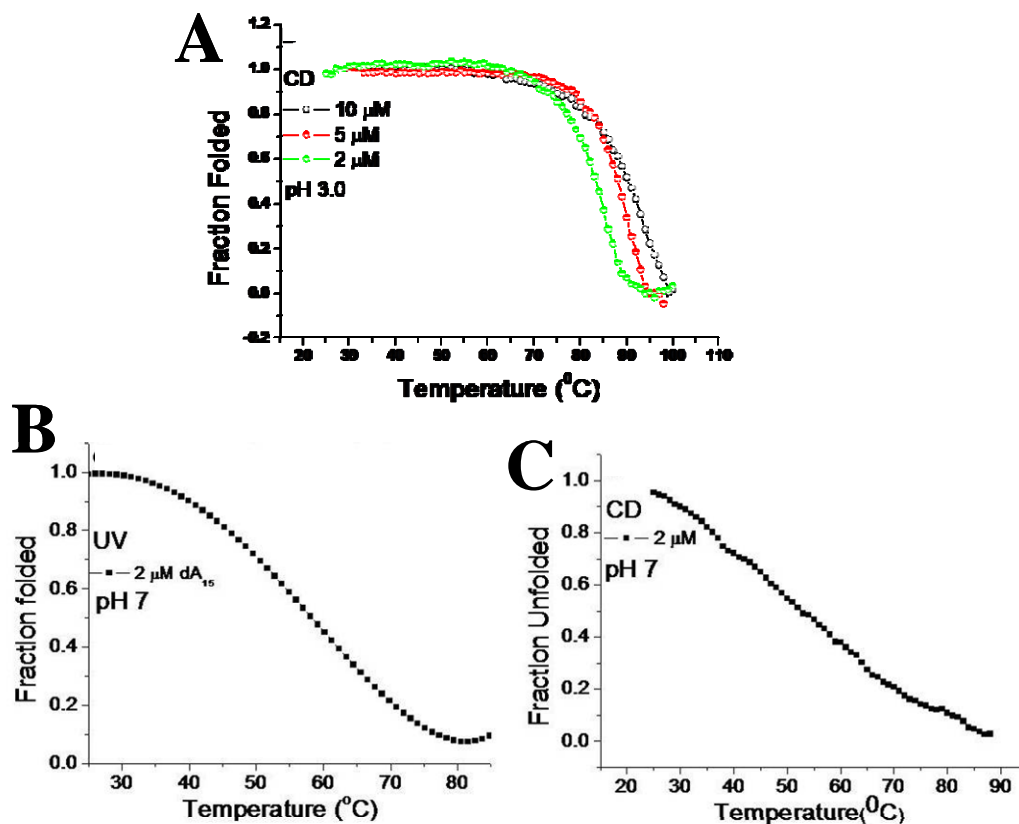 A
1.2
1.0
0.8
0.6
0.4
0.2
0.0
-0.2
Fraction Folded
CD
10 μM
5 μM
2 μM
pH 3.0
20 30 40 50 60 70 80 90 100 110
Temperature (⁰C)
B
1.0
0.8
0.6
0.4
0.2
0.0
Fraction folded
UV
2 μM dA₁₅
pH 7
30 40 50 60 70 80
Temperature (°C)
C
1.0
0.8
0.6
0.4
0.2
0.0
Fraction Unfolded
CD
2 μM
pH 7
20 30 40 50 60 70 80 90
Temperature(⁰C)